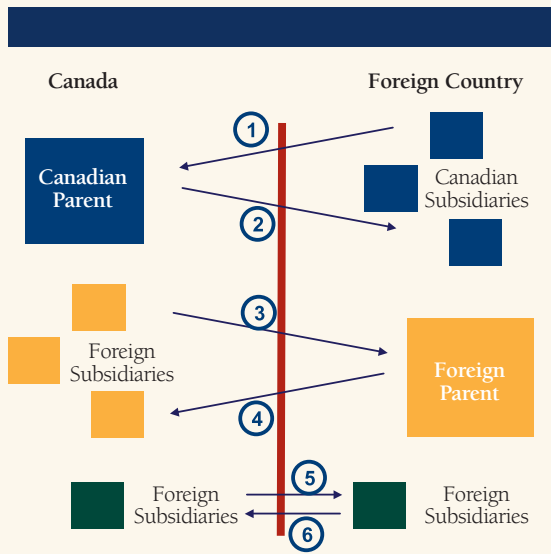 Canada
Foreign Country
1
Canadian
Parent
Canadian
Subsidiaries
2
3
Foreign
Subsidiaries
Foreign
Parent
4
5
Foreign
Subsidiaries
Foreign
Subsidiaries
6